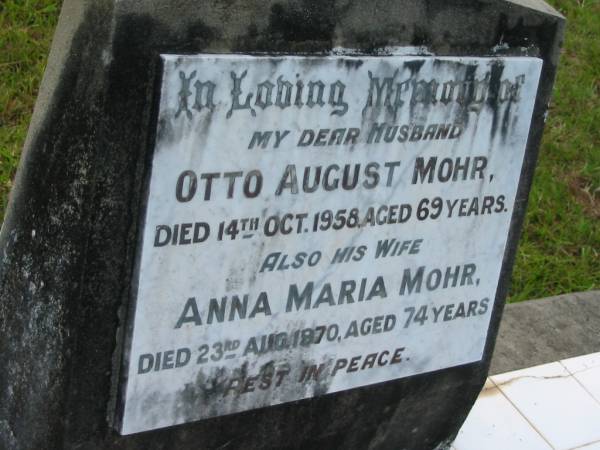 In Loving Memory of
MY DEAR HUSBAND
OTTO AUGUST MOHR,
DIED 14TH OCT. 1958, AGED 69 YEARS.
ALSO HIS WIFE
ANNA MARIA MOHR,
DIED 23RD AUG. 1970, AGED 74 YEARS
REST IN PEACE.